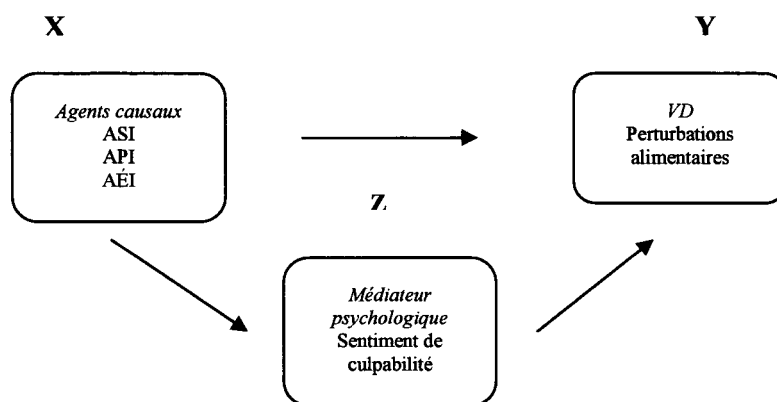 X
Y
Agents causaux
ASI
API
AÉI
VD
Perturbations
alimentaires
Z
Médiateur
psychologique
Sentiment de
culpabilité